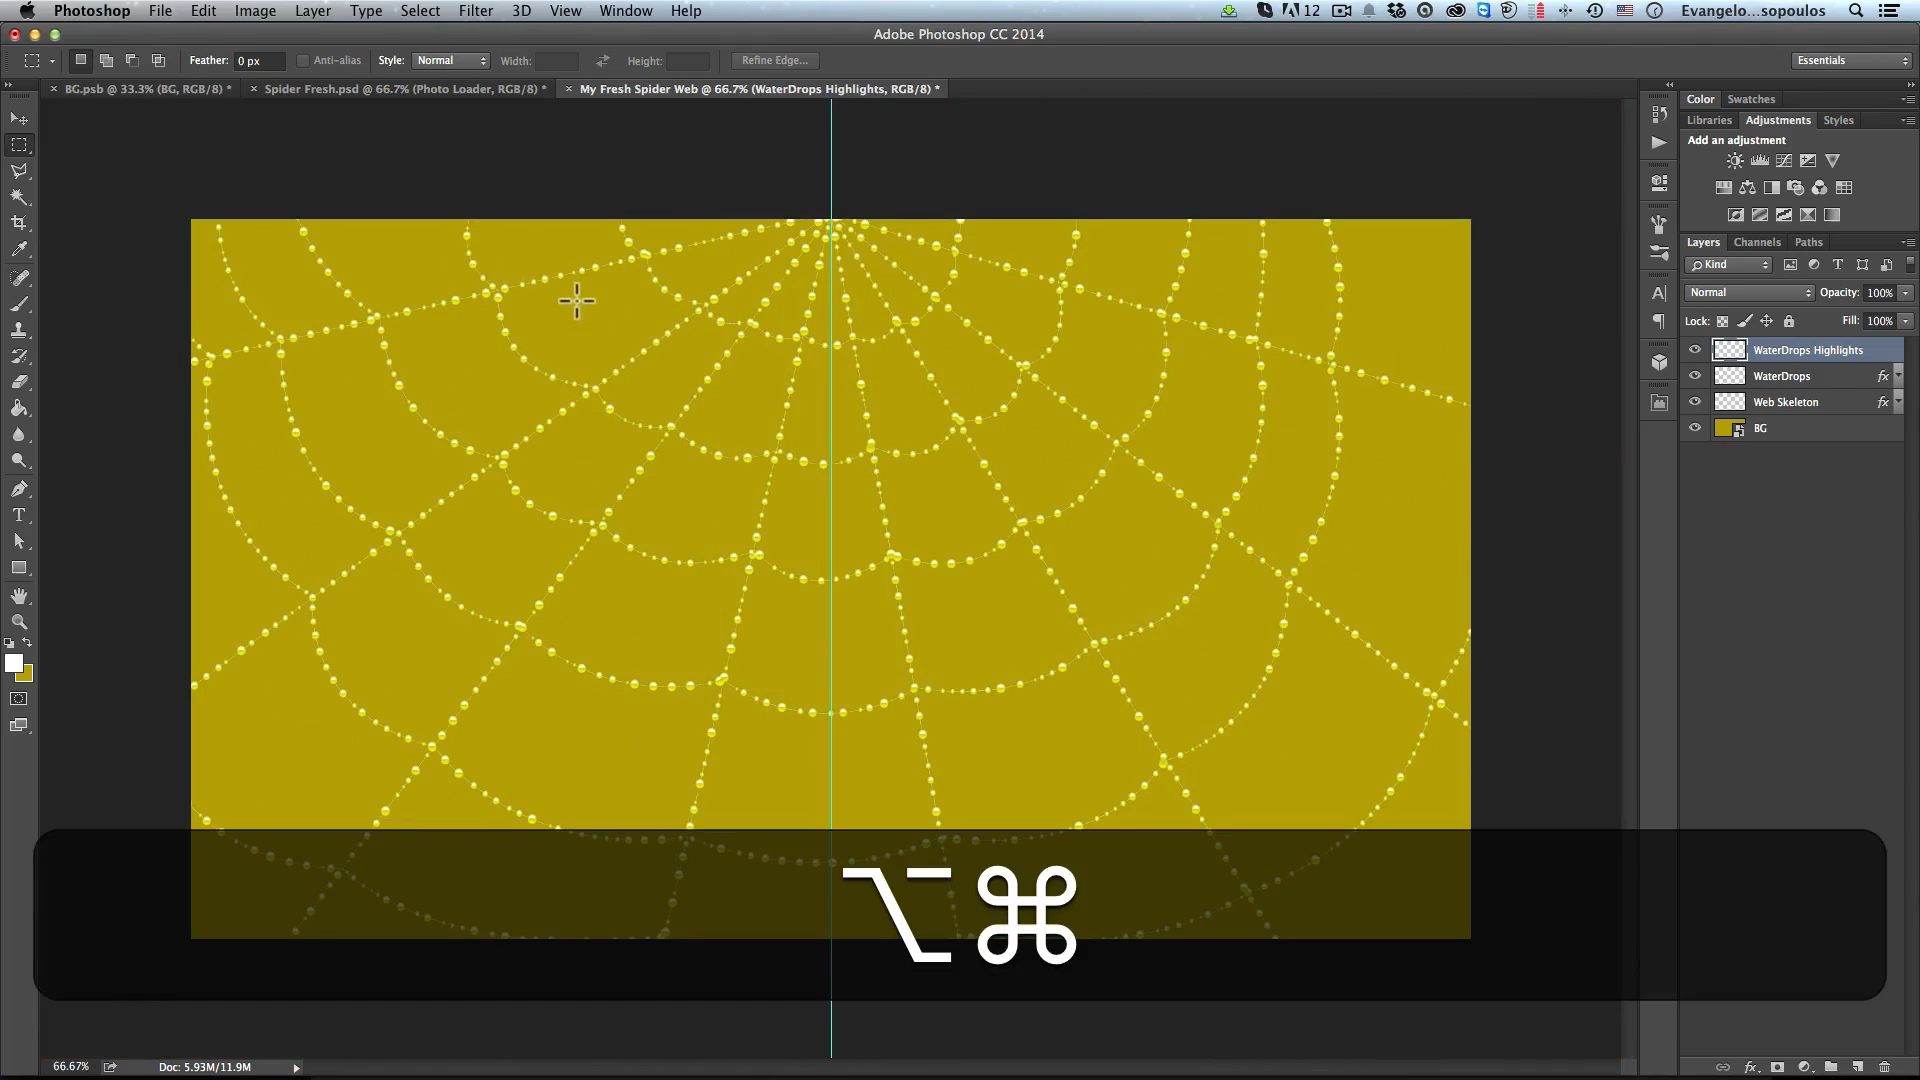 Photoshop File Edit Image Layer Type Select Filter 3D View Window Help 12 Evangelo...sopoulos
Adobe Photoshop CC 2014
Feather: 0 px Anti-alias Style: Normal Width: Height: Refine Edge... Essentials
BG.psb @ 33.3% (BG, RGB/8) * Spider Fresh.psd @ 66.7% (Photo Loader, RGB/8) * My Fresh Spider Web @ 66.7% (WaterDrops Highlights, RGB/8) *
Color Swatches
Libraries Adjustments Styles
Add an adjustment
Layers Channels Paths
Kind
Normal Opacity: 100%
Lock: Fill: 100%
WaterDrops Highlights
WaterDrops fx
Web Skeleton fx
BG
⌥⌘
66.67% Doc: 5.93M/11.9M